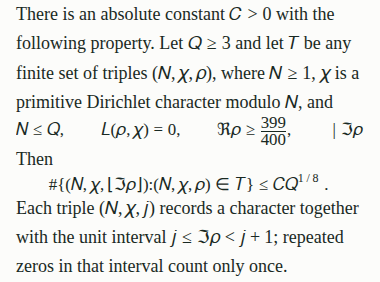 There is an absolute constant C > 0 with the
following property. Let Q ≥ 3 and let T be any
finite set of triples (N, χ, ρ), where N ≥ 1, χ is a
primitive Dirichlet character modulo N, and
N ≤ Q, L(ρ, χ) = 0, ℜρ ≥ 399/400, | ℑρ
Then
#{(N, χ, ⌊ℑρ⌋):(N, χ, ρ) ∈ T} ≤ CQ^{1/8} .
Each triple (N, χ, j) records a character together
with the unit interval j ≤ ℑρ < j + 1; repeated
zeros in that interval count only once.